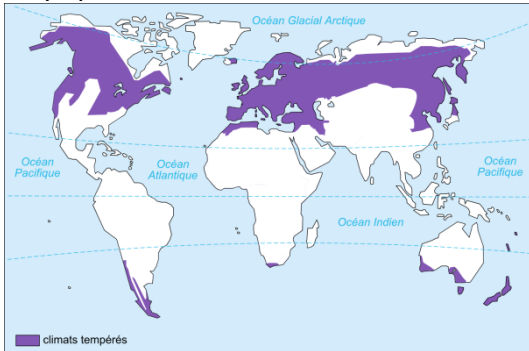 Océan Glacial Arctique
Océan
Pacifique
Océan
Atlantique
Océan
Pacifique
Océan Indien
climats tempérés